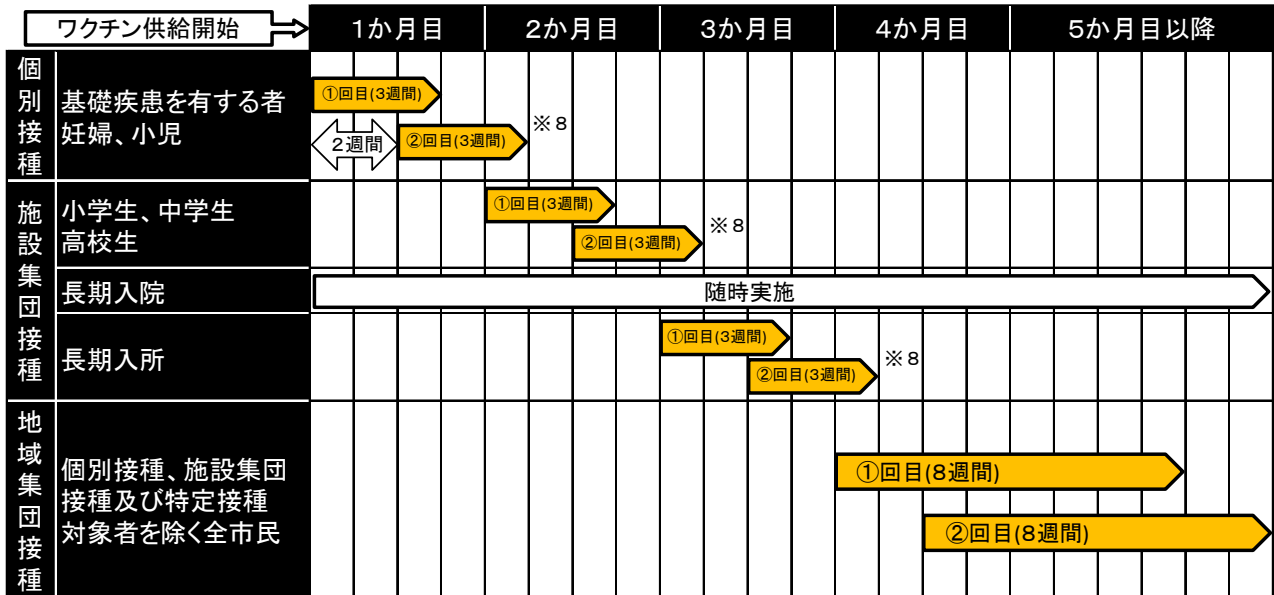 ワクチン供給開始
1か月目
2か月目
3か月目
4か月目
5か月目以降
個別接種
基礎疾患を有する者
妊婦、小児
①回目(3週間)
2週間
②回目(3週間)
※8
施設集団接種
小学生、中学生
高校生
①回目(3週間)
②回目(3週間)
※8
長期入院
随時実施
長期入所
①回目(3週間)
②回目(3週間)
※8
地域集団接種
個別接種、施設集団
接種及び特定接種
対象者を除く全市民
①回目(8週間)
②回目(8週間)